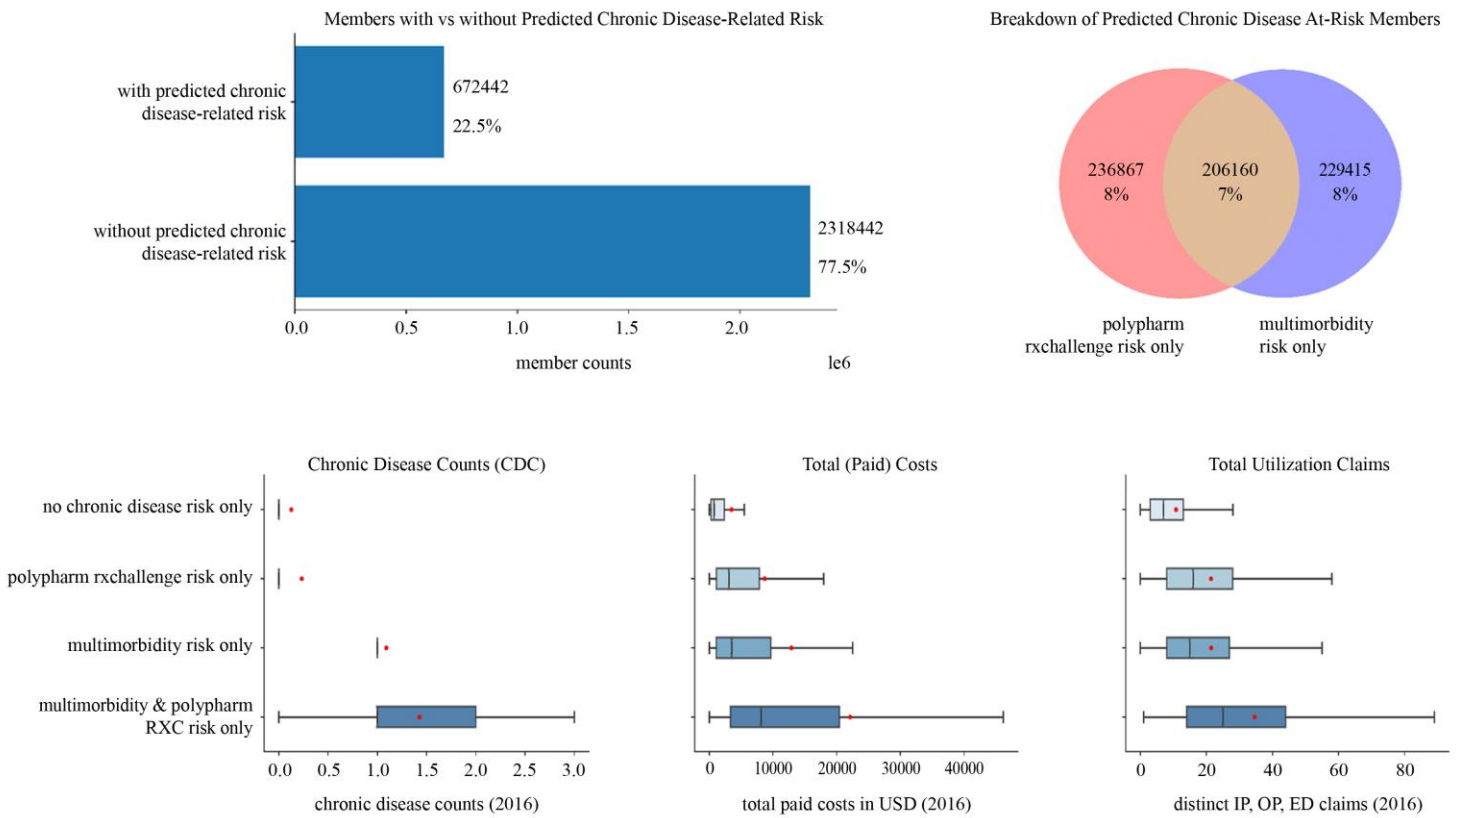 Members with vs without Predicted Chronic Disease-Related Risk
with predicted chronic
disease-related risk
672442
22.5%
without predicted chronic
disease-related risk
2318442
77.5%
0.0 0.5 1.0 1.5 2.0
member counts
le6
Breakdown of Predicted Chronic Disease At-Risk Members
236867
8%
206160
7%
229415
8%
polypharm
rxchallenge risk only
multimorbidity
risk only
Chronic Disease Counts (CDC)
no chronic disease risk only
polypharm rxchallenge risk only
multimorbidity risk only
multimorbidity & polypharm
RXC risk only
0.0 0.5 1.0 1.5 2.0 2.5 3.0
chronic disease counts (2016)
Total (Paid) Costs
0 10000 20000 30000 40000
total paid costs in USD (2016)
Total Utilization Claims
0 20 40 60 80
distinct IP, OP, ED claims (2016)